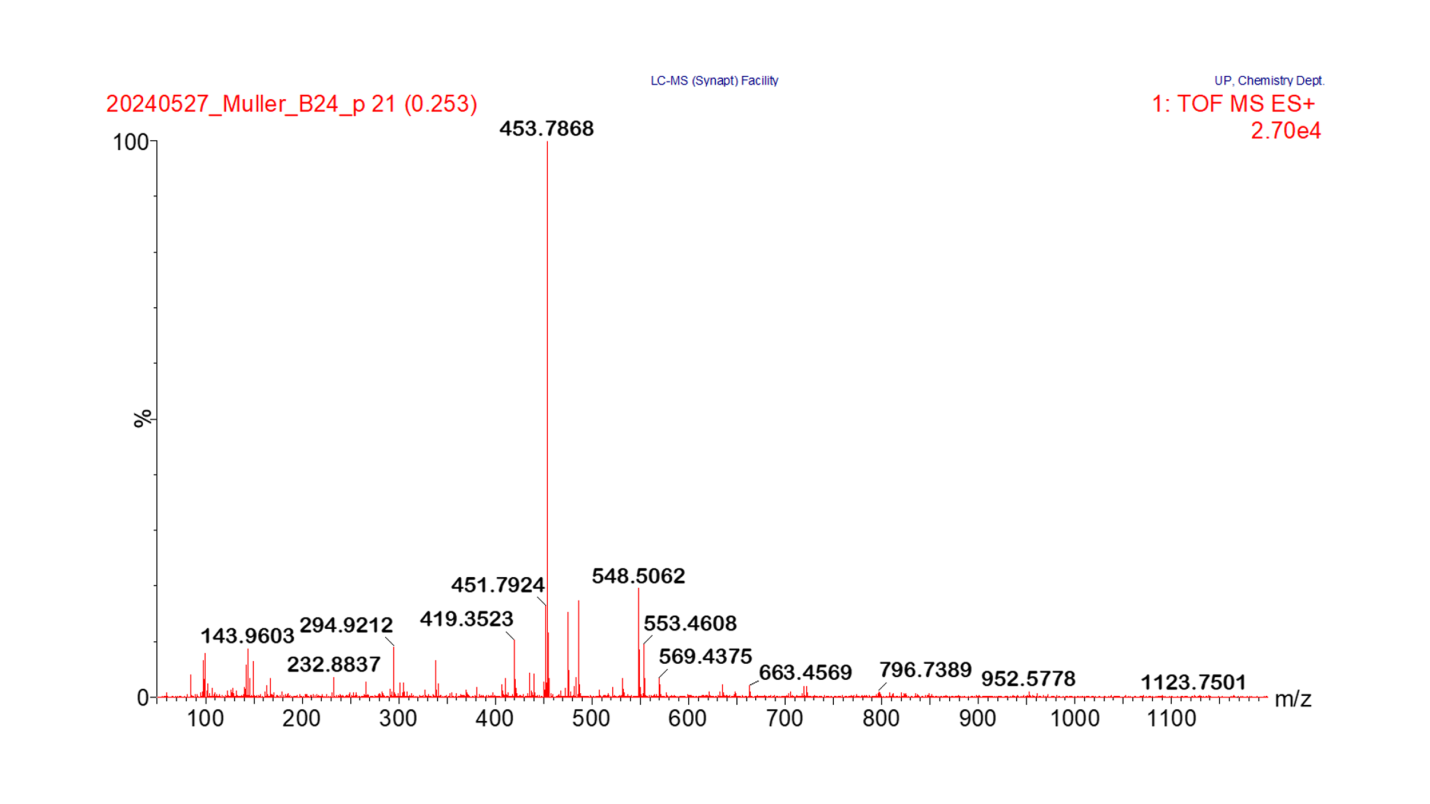 LC-MS (Synapt) Facility
UP, Chemistry Dept.
20240527_Muller_B24_p 21 (0.253)
1: TOF MS ES+
2.70e4
453.7868
100
%
451.7924
548.5062
419.3523
553.4608
294.9212
143.9603
569.4375
232.8837
663.4569
796.7389
952.5778
1123.7501
0
m/z
100 200 300 400 500 600 700 800 900 1000 1100